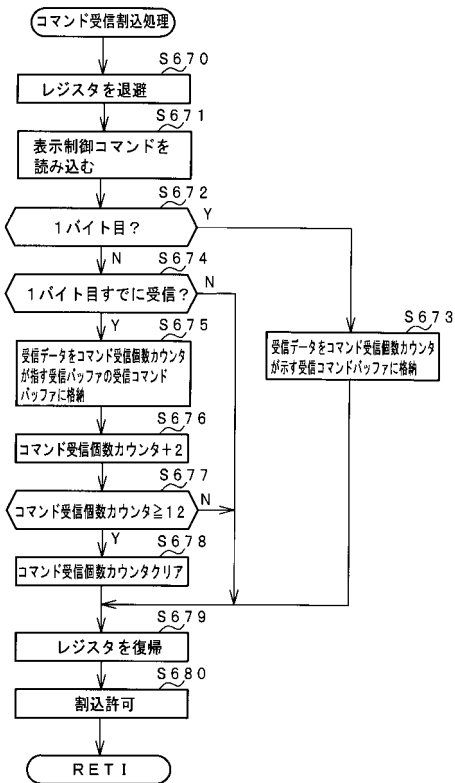 コマンド受信割込処理
S670
レジスタを退避
S671
表示制御コマンドを
読み込む
S672
1バイト目?
Y
N
S674
1バイト目すでに受信?
N
Y
S675
S673
受信データをコマンド受信個数カウンタ
が指す受信バッファの受信コマンド
バッファに格納
受信データをコマンド受信個数カウンタ
が示す受信コマンドバッファに格納
S676
コマンド受信個数カウンタ+2
S677
コマンド受信個数カウンタ≧12
N
Y
S678
コマンド受信個数カウンタクリア
S679
レジスタを復帰
S680
割込許可
RETI